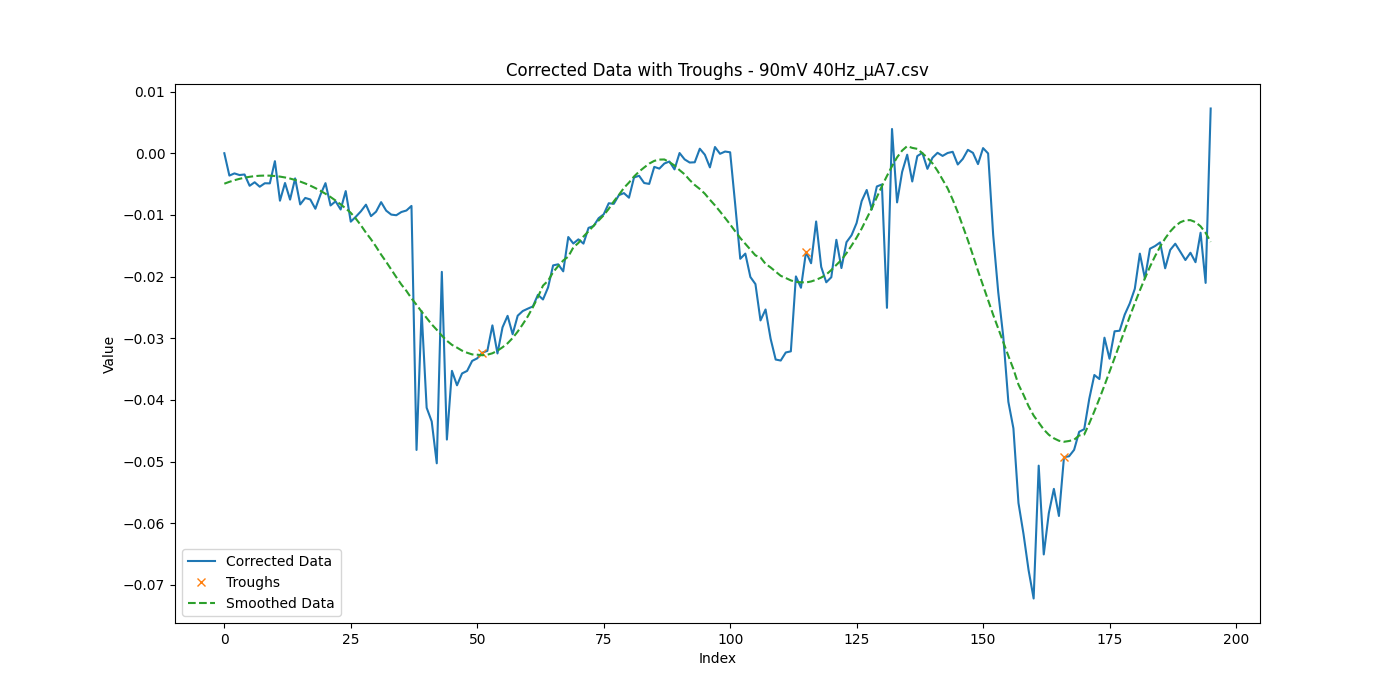 Corrected Data with Troughs - 90mV 40Hz_µA7.csv
0.01
0.00
−0.01
−0.02
−0.03
−0.04
−0.05
−0.06
−0.07
Value
Corrected Data
Troughs
Smoothed Data
0 25 50 75 100 125 150 175 200
Index